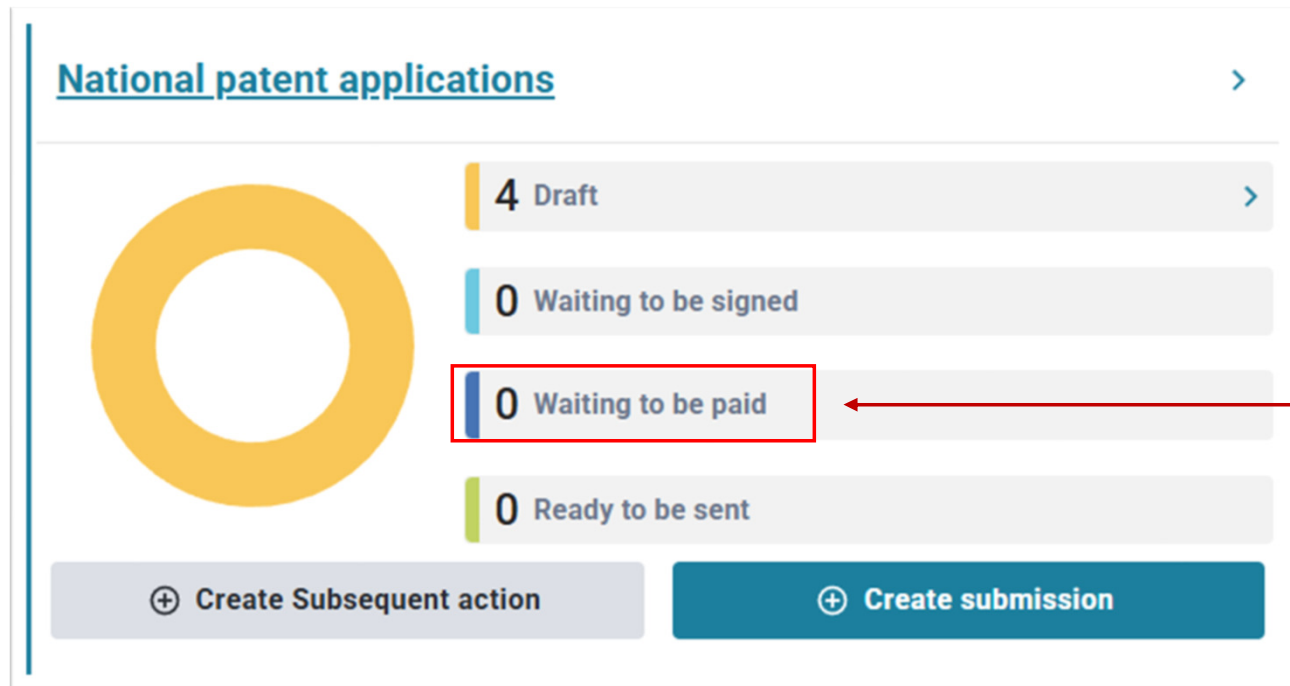 National patent applications
4 Draft
0 Waiting to be signed
0 Waiting to be paid
0 Ready to be sent
Create Subsequent action
Create submission